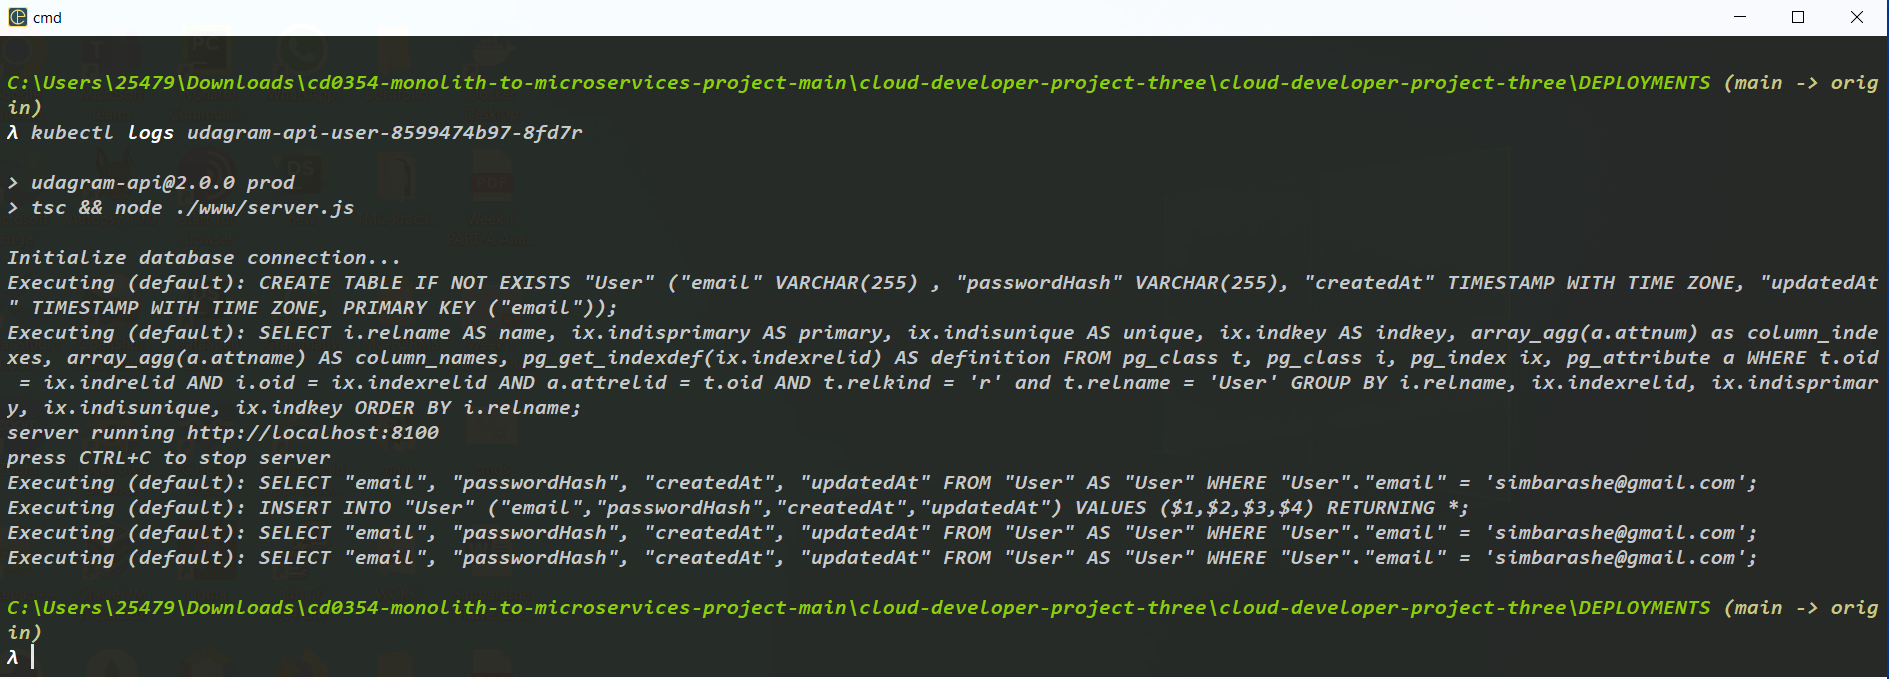 cmd
C:\Users\25479\Downloads\cd0354-monolith-to-microservices-project-main\cloud-developer-project-three\cloud-developer-project-three\DEPLOYMENTS (main -> orig
in)
λ kubectl logs udagram-api-user-8599474b97-8fd7r
> udagram-api@2.0.0 prod
> tsc && node ./www/server.js
Initialize database connection...
Executing (default): CREATE TABLE IF NOT EXISTS "User" ("email" VARCHAR(255) , "passwordHash" VARCHAR(255), "createdAt" TIMESTAMP WITH TIME ZONE, "updatedAt
" TIMESTAMP WITH TIME ZONE, PRIMARY KEY ("email"));
Executing (default): SELECT i.relname AS name, ix.indisprimary AS primary, ix.indisunique AS unique, ix.indkey AS indkey, array_agg(a.attnum) as column_inde
xes, array_agg(a.attname) AS column_names, pg_get_indexdef(ix.indexrelid) AS definition FROM pg_class t, pg_class i, pg_index ix, pg_attribute a WHERE t.oid
= ix.indrelid AND i.oid = ix.indexrelid AND a.attrelid = t.oid AND t.relkind = 'r' and t.relname = 'User' GROUP BY i.relname, ix.indexrelid, ix.indisprimar
y, ix.indisunique, ix.indkey ORDER BY i.relname;
server running http://localhost:8100
press CTRL+C to stop server
Executing (default): SELECT "email", "passwordHash", "createdAt", "updatedAt" FROM "User" AS "User" WHERE "User"."email" = 'simbarashe@gmail.com';
Executing (default): INSERT INTO "User" ("email","passwordHash","createdAt","updatedAt") VALUES ($1,$2,$3,$4) RETURNING *;
Executing (default): SELECT "email", "passwordHash", "createdAt", "updatedAt" FROM "User" AS "User" WHERE "User"."email" = 'simbarashe@gmail.com';
Executing (default): SELECT "email", "passwordHash", "createdAt", "updatedAt" FROM "User" AS "User" WHERE "User"."email" = 'simbarashe@gmail.com';
C:\Users\25479\Downloads\cd0354-monolith-to-microservices-project-main\cloud-developer-project-three\cloud-developer-project-three\DEPLOYMENTS (main -> orig
in)
λ